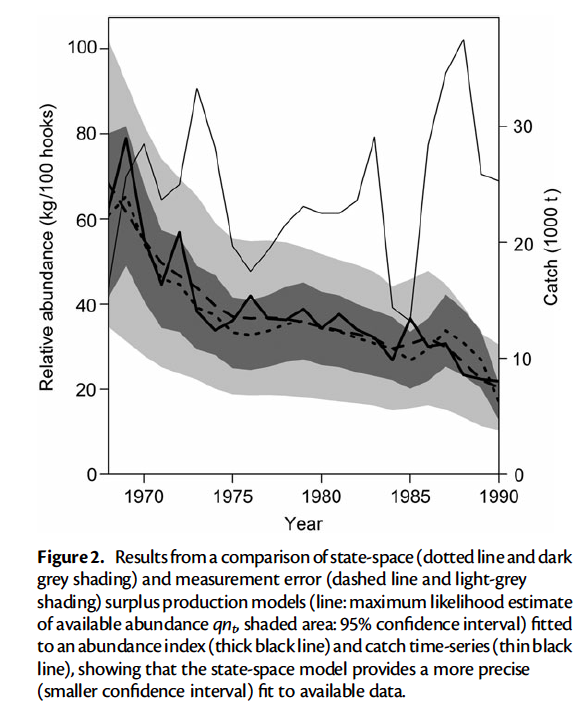 100
80
60
40
20
0
Relative abundance (kg/100 hooks)
30
20
10
0
Catch (1000 t)
1970 1975 1980 1985 1990
Year
Figure 2. Results from a comparison of state-space (dotted line and dark
grey shading) and measurement error (dashed line and light-grey
shading) surplus production models (line: maximum likelihood estimate
of available abundance qnt, shaded area: 95% confidence interval) fitted
to an abundance index (thick black line) and catch time-series (thin black
line), showing that the state-space model provides a more precise
(smaller confidence interval) fit to available data.